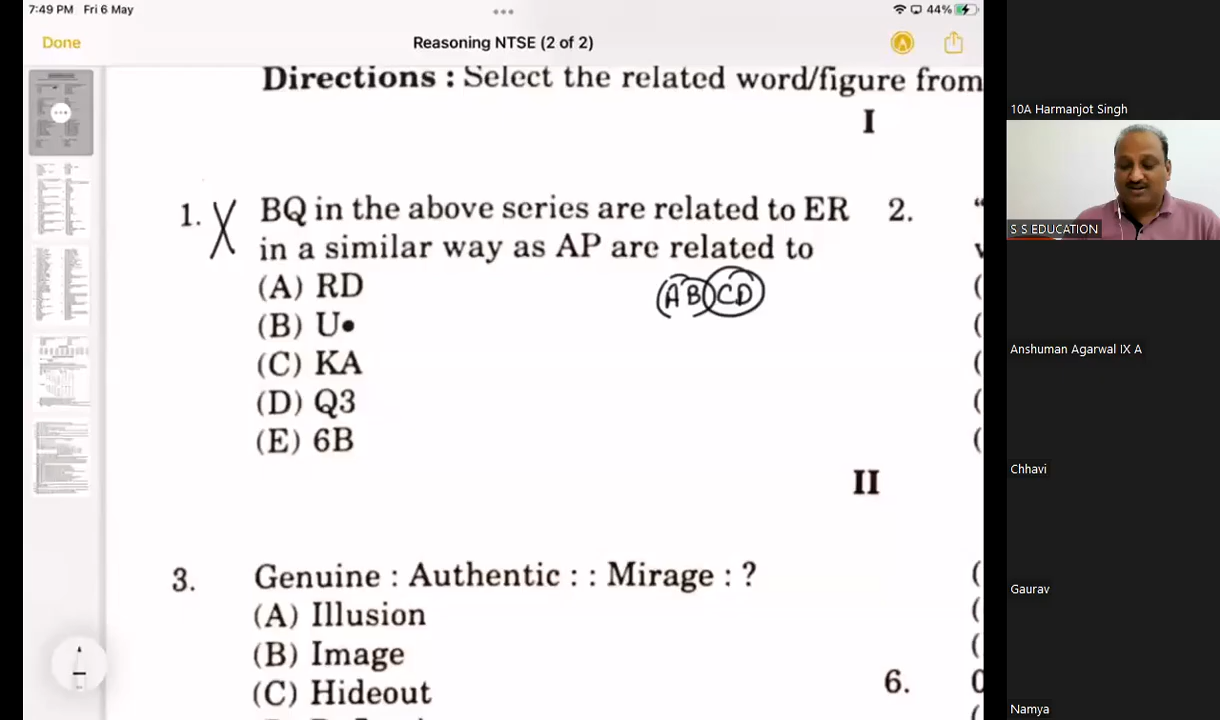 7:49 PM Fri 6 May
44%
Done
Reasoning NTSE (2 of 2)
Directions : Select the related word/figure from
I
1. X BQ in the above series are related to ER
in a similar way as AP are related to
(A) RD
(B) U•
(C) KA
(D) Q3
(E) 6B
AB CD
2.
II
3. Genuine : Authentic : : Mirage : ?
(A) Illusion
(B) Image
(C) Hideout
6.
10A Harmanjot Singh
S S EDUCATION
Anshuman Agarwal IX A
Chhavi
Gaurav
Namya